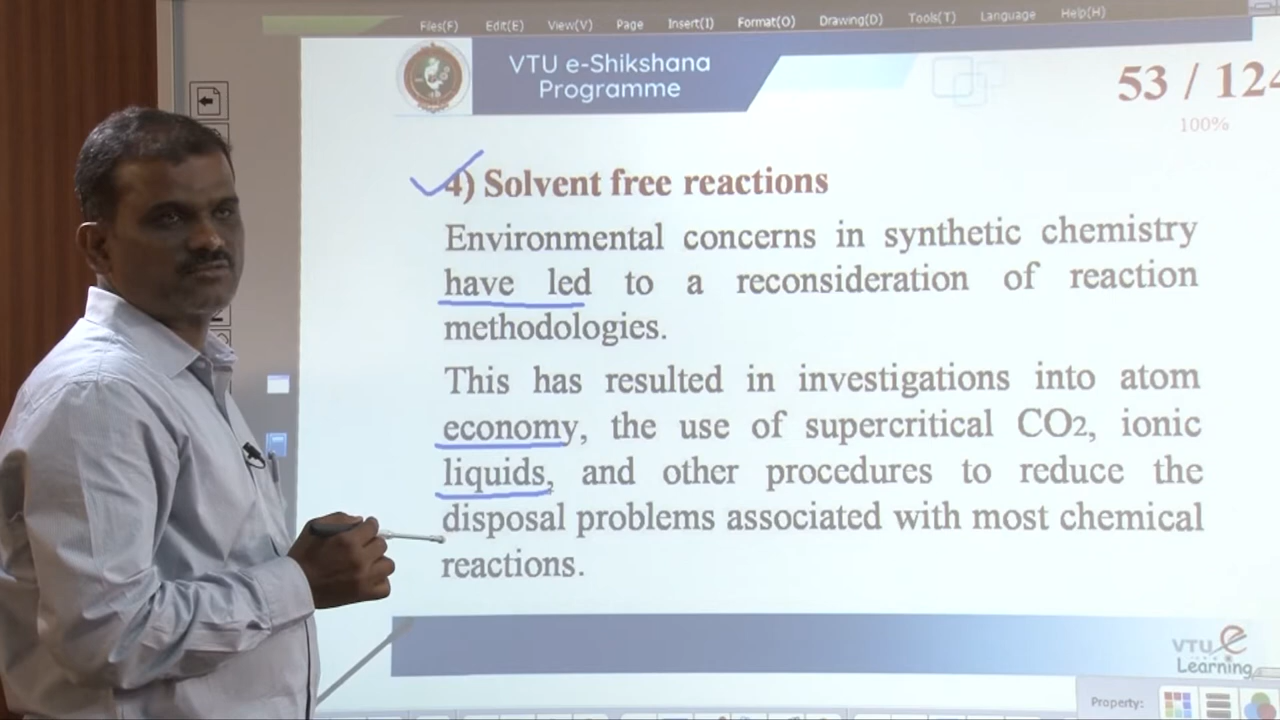 Files(F) Edit(E) View(V) Page Insert(I) Format(O) Drawing(D) Tools(T) Language Help(H)
VTU e-Shikshana
Programme
53 / 124
100%
4) Solvent free reactions
Environmental concerns in synthetic chemistry
have led to a reconsideration of reaction
methodologies.
This has resulted in investigations into atom
economy, the use of supercritical CO2, ionic
liquids, and other procedures to reduce the
disposal problems associated with most chemical
reactions.
VTU e
Learning
Property: